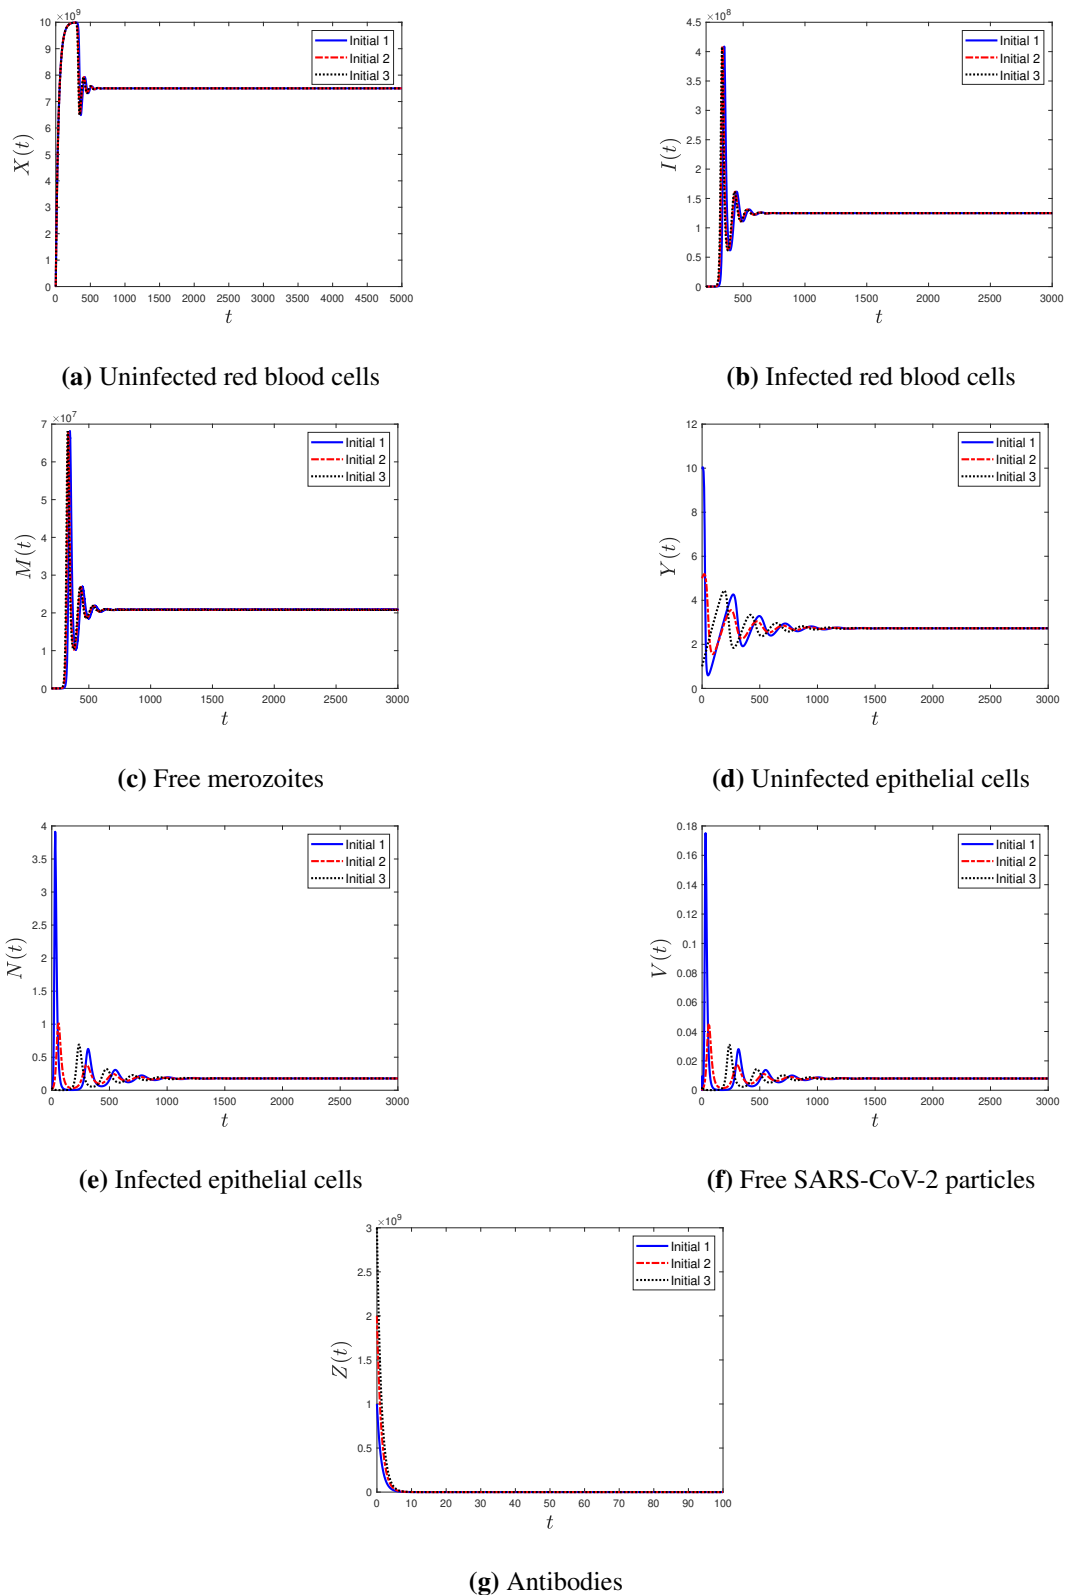 ×10⁹
10
9
8
7
6
5
4
3
2
1
0
X(t)
Initial 1
Initial 2
Initial 3
0 500 1000 1500 2000 2500 3000 3500 4000 4500 5000
t
(a) Uninfected red blood cells
×10⁸
4.5
4
3.5
3
2.5
2
1.5
1
0.5
0
I(t)
Initial 1
Initial 2
Initial 3
500 1000 1500 2000 2500 3000
t
(b) Infected red blood cells
×10⁷
7
6
5
4
3
2
1
0
M(t)
Initial 1
Initial 2
Initial 3
500 1000 1500 2000 2500 3000
t
(c) Free merozoites
12
10
8
6
4
2
0
Y(t)
Initial 1
Initial 2
Initial 3
0 500 1000 1500 2000 2500 3000
t
(d) Uninfected epithelial cells
4
3.5
3
2.5
2
1.5
1
0.5
0
N(t)
Initial 1
Initial 2
Initial 3
0 500 1000 1500 2000 2500 3000
t
(e) Infected epithelial cells
0.18
0.16
0.14
0.12
0.1
0.08
0.06
0.04
0.02
0
V(t)
Initial 1
Initial 2
Initial 3
0 500 1000 1500 2000 2500 3000
t
(f) Free SARS-CoV-2 particles
×10⁹
3
2.5
2
1.5
1
0.5
0
Z(t)
Initial 1
Initial 2
Initial 3
0 10 20 30 40 50 60 70 80 90 100
t
(g) Antibodies